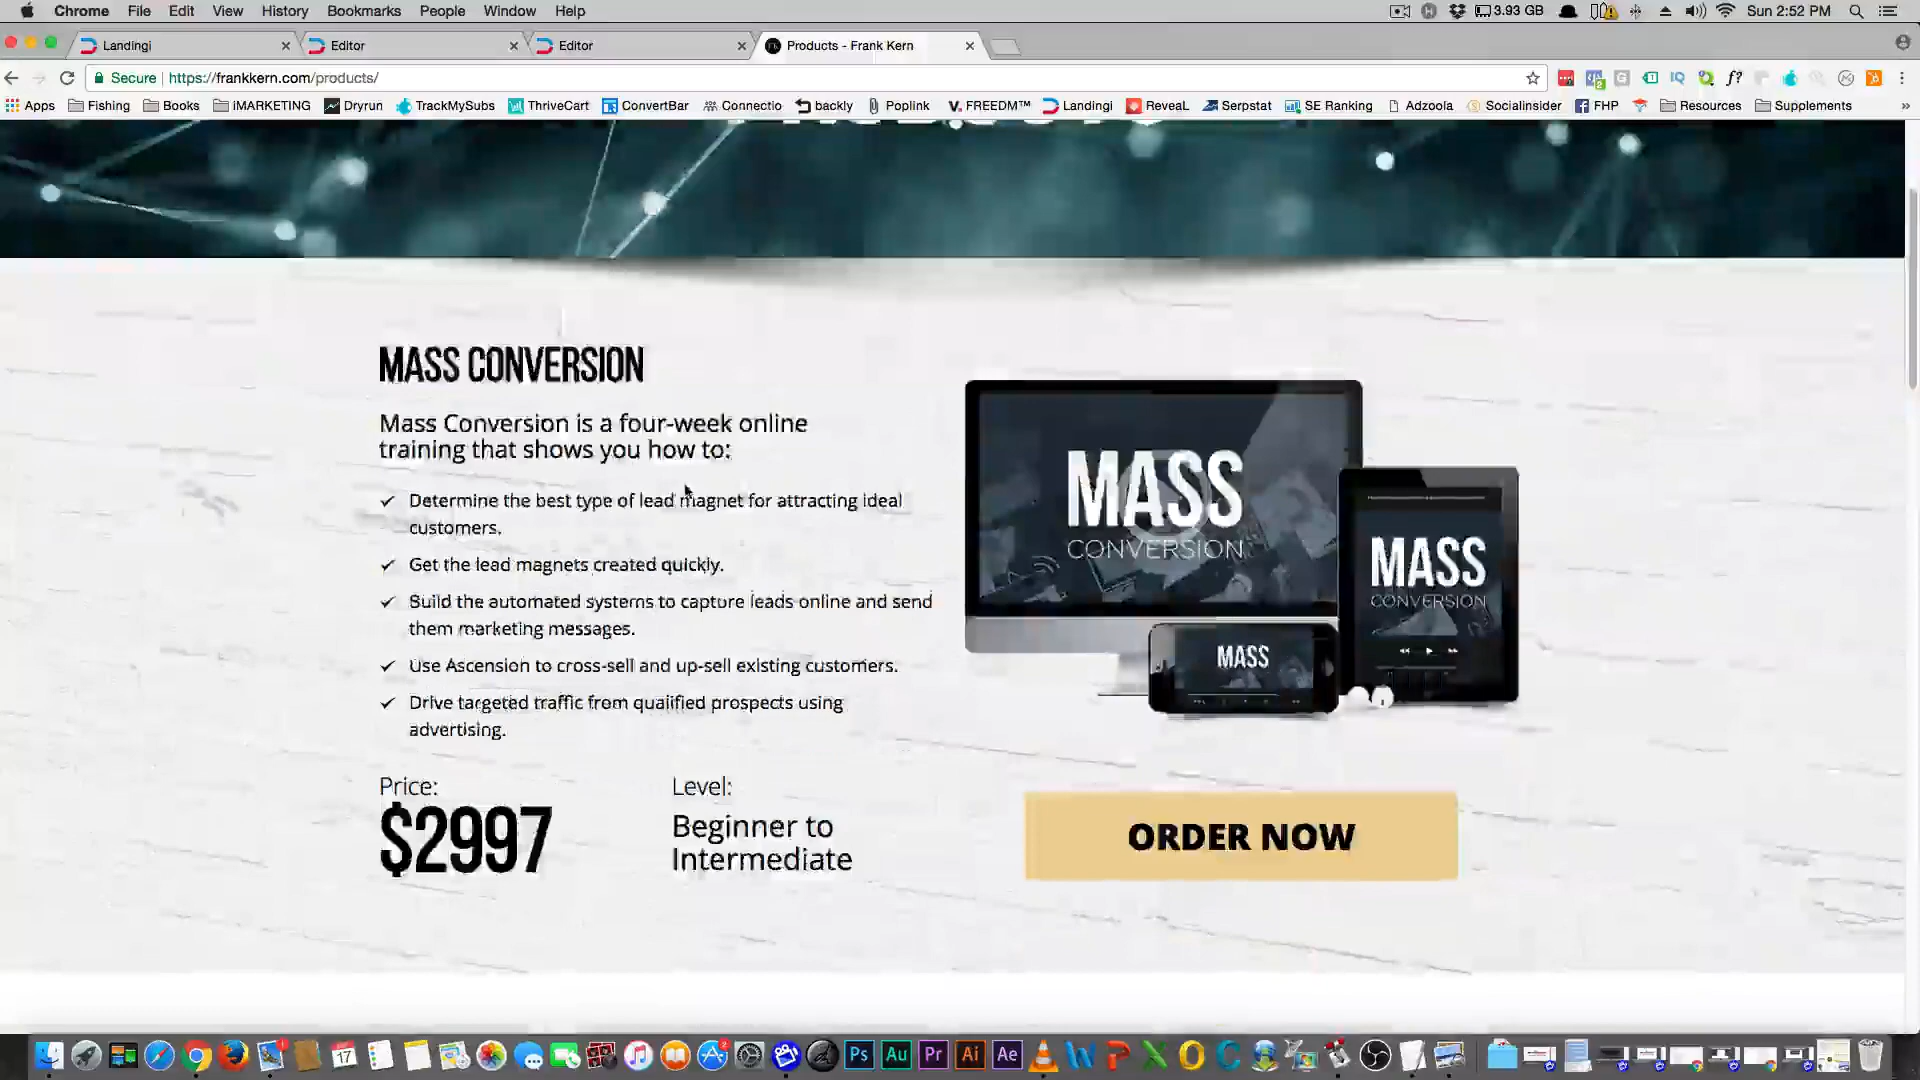 Chrome File Edit View History Bookmarks People Window Help 3.93 GB Sun 2:52 PM
Landingi Editor Editor Products - Frank Kern
Secure https://frankkern.com/products/
Apps Fishing Books iMARKETING Dryrun TrackMySubs ThriveCart ConvertBar Connectio backly Poplink V.FREEDM™ Landingi RevealL Serpstat SE Ranking Adzoola Socialinsider FHP Resources Supplements »
MASS CONVERSION
Mass Conversion is a four-week online
training that shows you how to:
Determine the best type of lead magnet for attracting ideal
customers.
Get the lead magnets created quickly.
Build the automated systems to capture leads online and send
them marketing messages.
Use Ascension to cross-sell and up-sell existing customers.
Drive targeted traffic from qualified prospects using
advertising.
MASS
CONVERSION
MASS
CONVERSION
MASS
Price:
$2997
Level:
Beginner to
Intermediate
ORDER NOW
17 Ps Au Pr Ai Ae